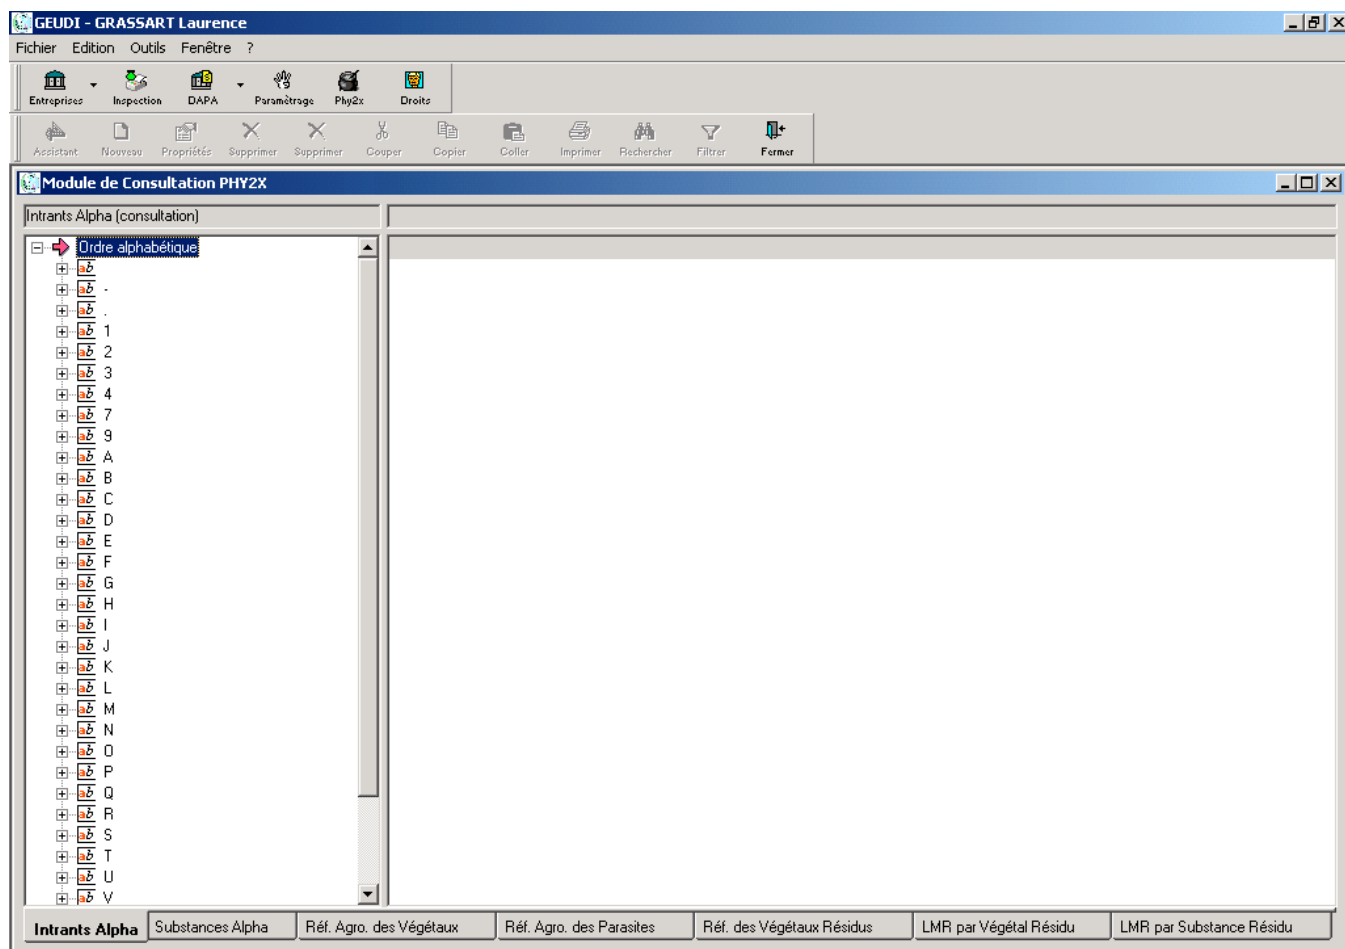 GEUDI - GRASSART Laurence
Fichier Edition Outils Fenêtre ?
Entreprises Inspection DAPA Paramètrage Phy2x Droits
Assistant Nouveau Propriétés Supprimer Supprimer Couper Copier Coller Imprimer Rechercher Filtrer Fermer
Module de Consultation PHY2X
Intrants Alpha (consultation)
Ordre alphabétique
ab
ab -
ab .
ab 1
ab 2
ab 3
ab 4
ab 7
ab 9
ab A
ab B
ab C
ab D
ab E
ab F
ab G
ab H
ab I
ab J
ab K
ab L
ab M
ab N
ab O
ab P
ab Q
ab R
ab S
ab T
ab U
ab V
Intrants Alpha Substances Alpha Réf. Agro. des Végétaux Réf. Agro. des Parasites Réf. des Végétaux Résidus LMR par Végétal Résidu LMR par Substance Résidu